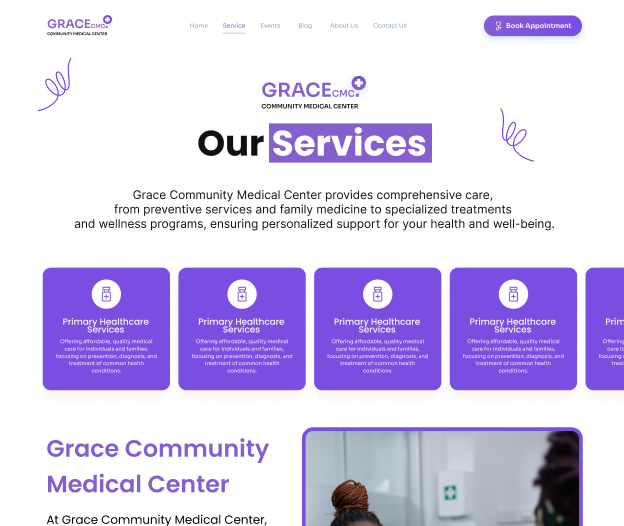 GRACE CMC.
COMMUNITY MEDICAL CENTER
Home Service Events Blog About Us Contact Us
Book Appointment
GRACE CMC.
COMMUNITY MEDICAL CENTER
Our Services
Grace Community Medical Center provides comprehensive care,
from preventive services and family medicine to specialized treatments
and wellness programs, ensuring personalized support for your health and well-being.
Primary Healthcare
Services
Offering affordable, quality medical
care for individuals and families,
focusing on prevention, diagnosis, and
treatment of common health
conditions.
Primary Healthcare
Services
Offering affordable, quality medical
care for individuals and families,
focusing on prevention, diagnosis, and
treatment of common health
conditions.
Primary Healthcare
Services
Offering affordable, quality medical
care for individuals and families,
focusing on prevention, diagnosis, and
treatment of common health
conditions.
Primary Healthcare
Services
Offering affordable, quality medical
care for individuals and families,
focusing on prevention, diagnosis, and
treatment of common health
conditions.
Grace Community
Medical Center
At Grace Community Medical Center,